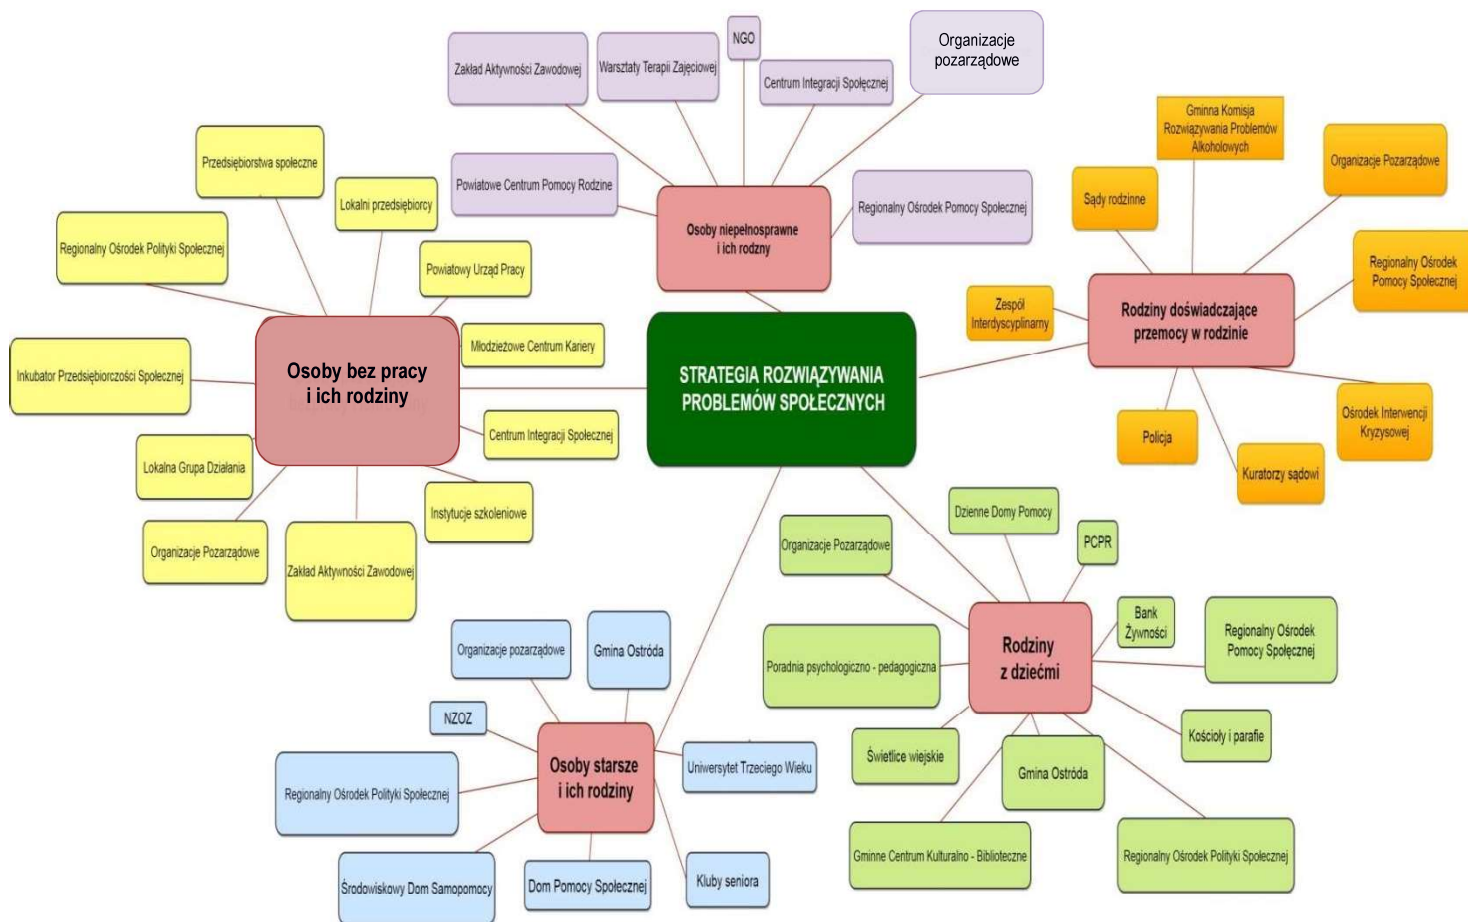 NGO
Organizacje
pozarządowe
Zakład Aktywności Zawodowej
Warsztaty Terapii Zajęciowej
Centrum Integracji Społęcznej
Powiatowe Centrum Pomocy Rodzine
Regionalny Ośrodek Pomocy Społecznej
Osoby niepełnosprawne
i ich rodzny
Gminna Komisja
Rozwiązywania Problemów
Alkoholowych
Organizacje Pozarządowe
Sądy rodzinne
Regionalny Ośrodek
Pomocy Społecznej
Zespół
Interdyscyplinarny
Rodziny doświadczające
przemocy w rodzinie
Ośrodek Interwencji
Kryzysowej
Policja
Kuratorzy sądowi
Przedsiębiorstwa społeczne
Lokalni przedsiębiorcy
Regionalny Ośrodek Polityki Społecznej
Powiatowy Urząd Pracy
Młodzieżowe Centrum Kariery
Inkubator Przedsiębiorczości Społecznej
Osoby bez pracy
i ich rodziny
Centrum Integracji Społecznej
Lokalna Grupa Działania
Instytucje szkoleniowe
Organizacje Pozarządowe
Zakład Aktywności Zawodowej
STRATEGIA ROZWIĄZYWANIA
PROBLEMÓW SPOŁECZNYCH
Dzienne Domy Pomocy
Organizacje Pozarządowe
PCPR
Bank
Żywności
Regionalny Ośrodek
Pomocy Społęcznej
Rodziny
z dziećmi
Poradnia psychologiczno - pedagogiczna
Kościoły i parafie
Świetlice wiejskie
Gmina Ostróda
Gminne Centrum Kulturalno - Biblioteczne
Regionalny Ośrodek Polityki Społecznej
Organizacje pozarządowe
Gmina Ostróda
NZOZ
Osoby starsze
i ich rodziny
Uniwersytet Trzeciego Wieku
Regionalny Ośrodek Polityki Społecznej
Środowiskowy Dom Samopomocy
Dom Pomocy Społecznej
Kluby seniora